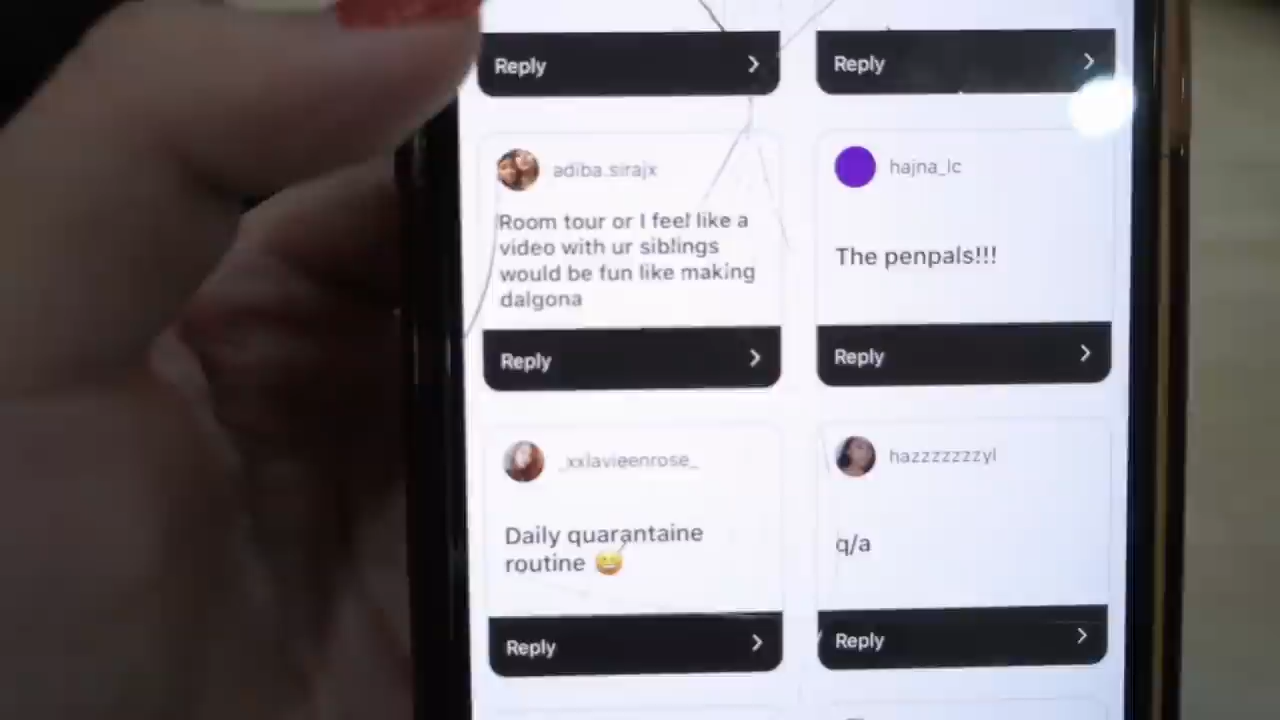 Reply
Reply
adiba.sirajx
Room tour or I feel like a
video with ur siblings
would be fun like making
dalgona
Reply
hajna_lc
The penpals!!!
Reply
_xxlavieenrose_
Daily quarantaine
routine 😄
Reply
hazzzzzzzyl
q/a
Reply